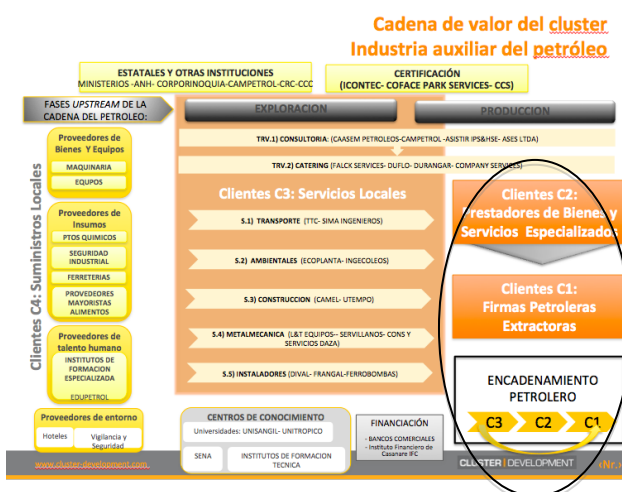 Cadena de valor del cluster
Industria auxiliar del petróleo
ESTATALES Y OTRAS INSTITUCIONES
MINISTERIOS -ANH- CORPORINOQUIA-CAMPETROL-CRC-CCC
CERTIFICACIÓN
(ICONTEC- COFACE PARK SERVICES- CCS)
FASES UPSTREAM DE LA
CADENA DEL PETROLEO:
EXPLORACION
PRODUCCION
Clientes C4: Suministros Locales
Proveedores de
Bienes Y Equipos
MAQUINARIA
EQUPOS
Proveedores de
Insumos
PTOS QUIMICOS
SEGURIDAD
INDUSTRIAL
FERRETERIAS
PROVEDEORES
MAYORISTAS
ALIMENTOS
Proveedores de
talento humano
INSTITUTOS DE
FORMACION
ESPECIALIZADA
EDUPETROL
Proveedores de entorno
Hoteles
Vigilancia y
Seguridad
TRV.1) CONSULTORIA: (CAASEM PETROLEOS-CAMPETROL -ASISTIR IPS&HSE- ASES LTDA)
TRV.2) CATERING (FALCK SERVICES- DUFLO- DURANGAR- COMPANY SERVICES)
Clientes C3: Servicios Locales
5.1) TRANSPORTE (TTC- SIMA INGENIEROS)
5.2) AMBIENTALES (ECOPLANTA- INGECOLEOS)
5.3) CONSTRUCCION (CAMEL- UTEMPO)
5.4) METALMECANICA (L&T EQUIPOS-- SERVILLANOS- CONS Y
SERVICIOS DAZA)
5.5) INSTALADORES (DIVAL- FRANGAL-FERROBOMBAS)
Clientes C2:
Prestadores de Bienes y
Servicios Especializados
Clientes C1:
Firmas Petroleras
Extractoras
ENCADENAMIENTO
PETROLERO
C3 C2 C1
CENTROS DE CONOCIMIENTO
Universidades: UNISANGIL- UNITROPICO
SENA
INSTITUTOS DE FORMACION
TECNICA
FINANCIACIÓN
- BANCOS COMERCIALES
- Instituto Financiero de
Casanare IFC
www.cluster-development.com
CLUSTER | DEVELOPMENT
‹Nr.›